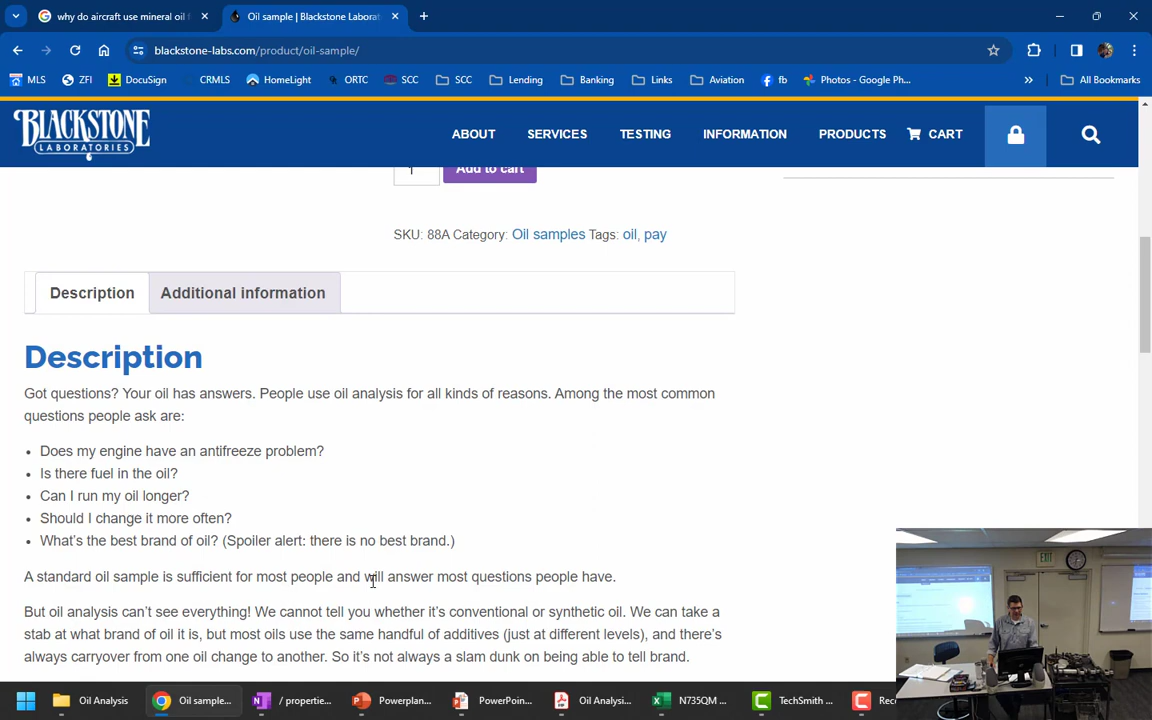 why do aircraft use mineral oil
Oil sample | Blackstone Laborat
blackstone-labs.com/product/oil-sample/
MLS
ZFI
DocuSign
CRMLS
HomeLight
ORTC
SCC
SCC
Lending
Banking
Links
Aviation
fb
Photos - Google Ph...
All Bookmarks
BLACKSTONE
LABORATORIES
ABOUT
SERVICES
TESTING
INFORMATION
PRODUCTS
CART
1
Add to cart
SKU: 88A Category: Oil samples Tags: oil, pay
Description
Additional information
Description
Got questions? Your oil has answers. People use oil analysis for all kinds of reasons. Among the most common
questions people ask are:
• Does my engine have an antifreeze problem?
• Is there fuel in the oil?
• Can I run my oil longer?
• Should I change it more often?
• What's the best brand of oil? (Spoiler alert: there is no best brand.)
A standard oil sample is sufficient for most people and will answer most questions people have.
But oil analysis can't see everything! We cannot tell you whether it's conventional or synthetic oil. We can take a
stab at what brand of oil it is, but most oils use the same handful of additives (just at different levels), and there's
always carryover from one oil change to another. So it's not always a slam dunk on being able to tell brand.
EXIT
Oil Analysis
Oil sample...
/ propertie...
Powerplan...
PowerPoin...
Oil Analysi...
N735QM ...
TechSmith ...
Rec